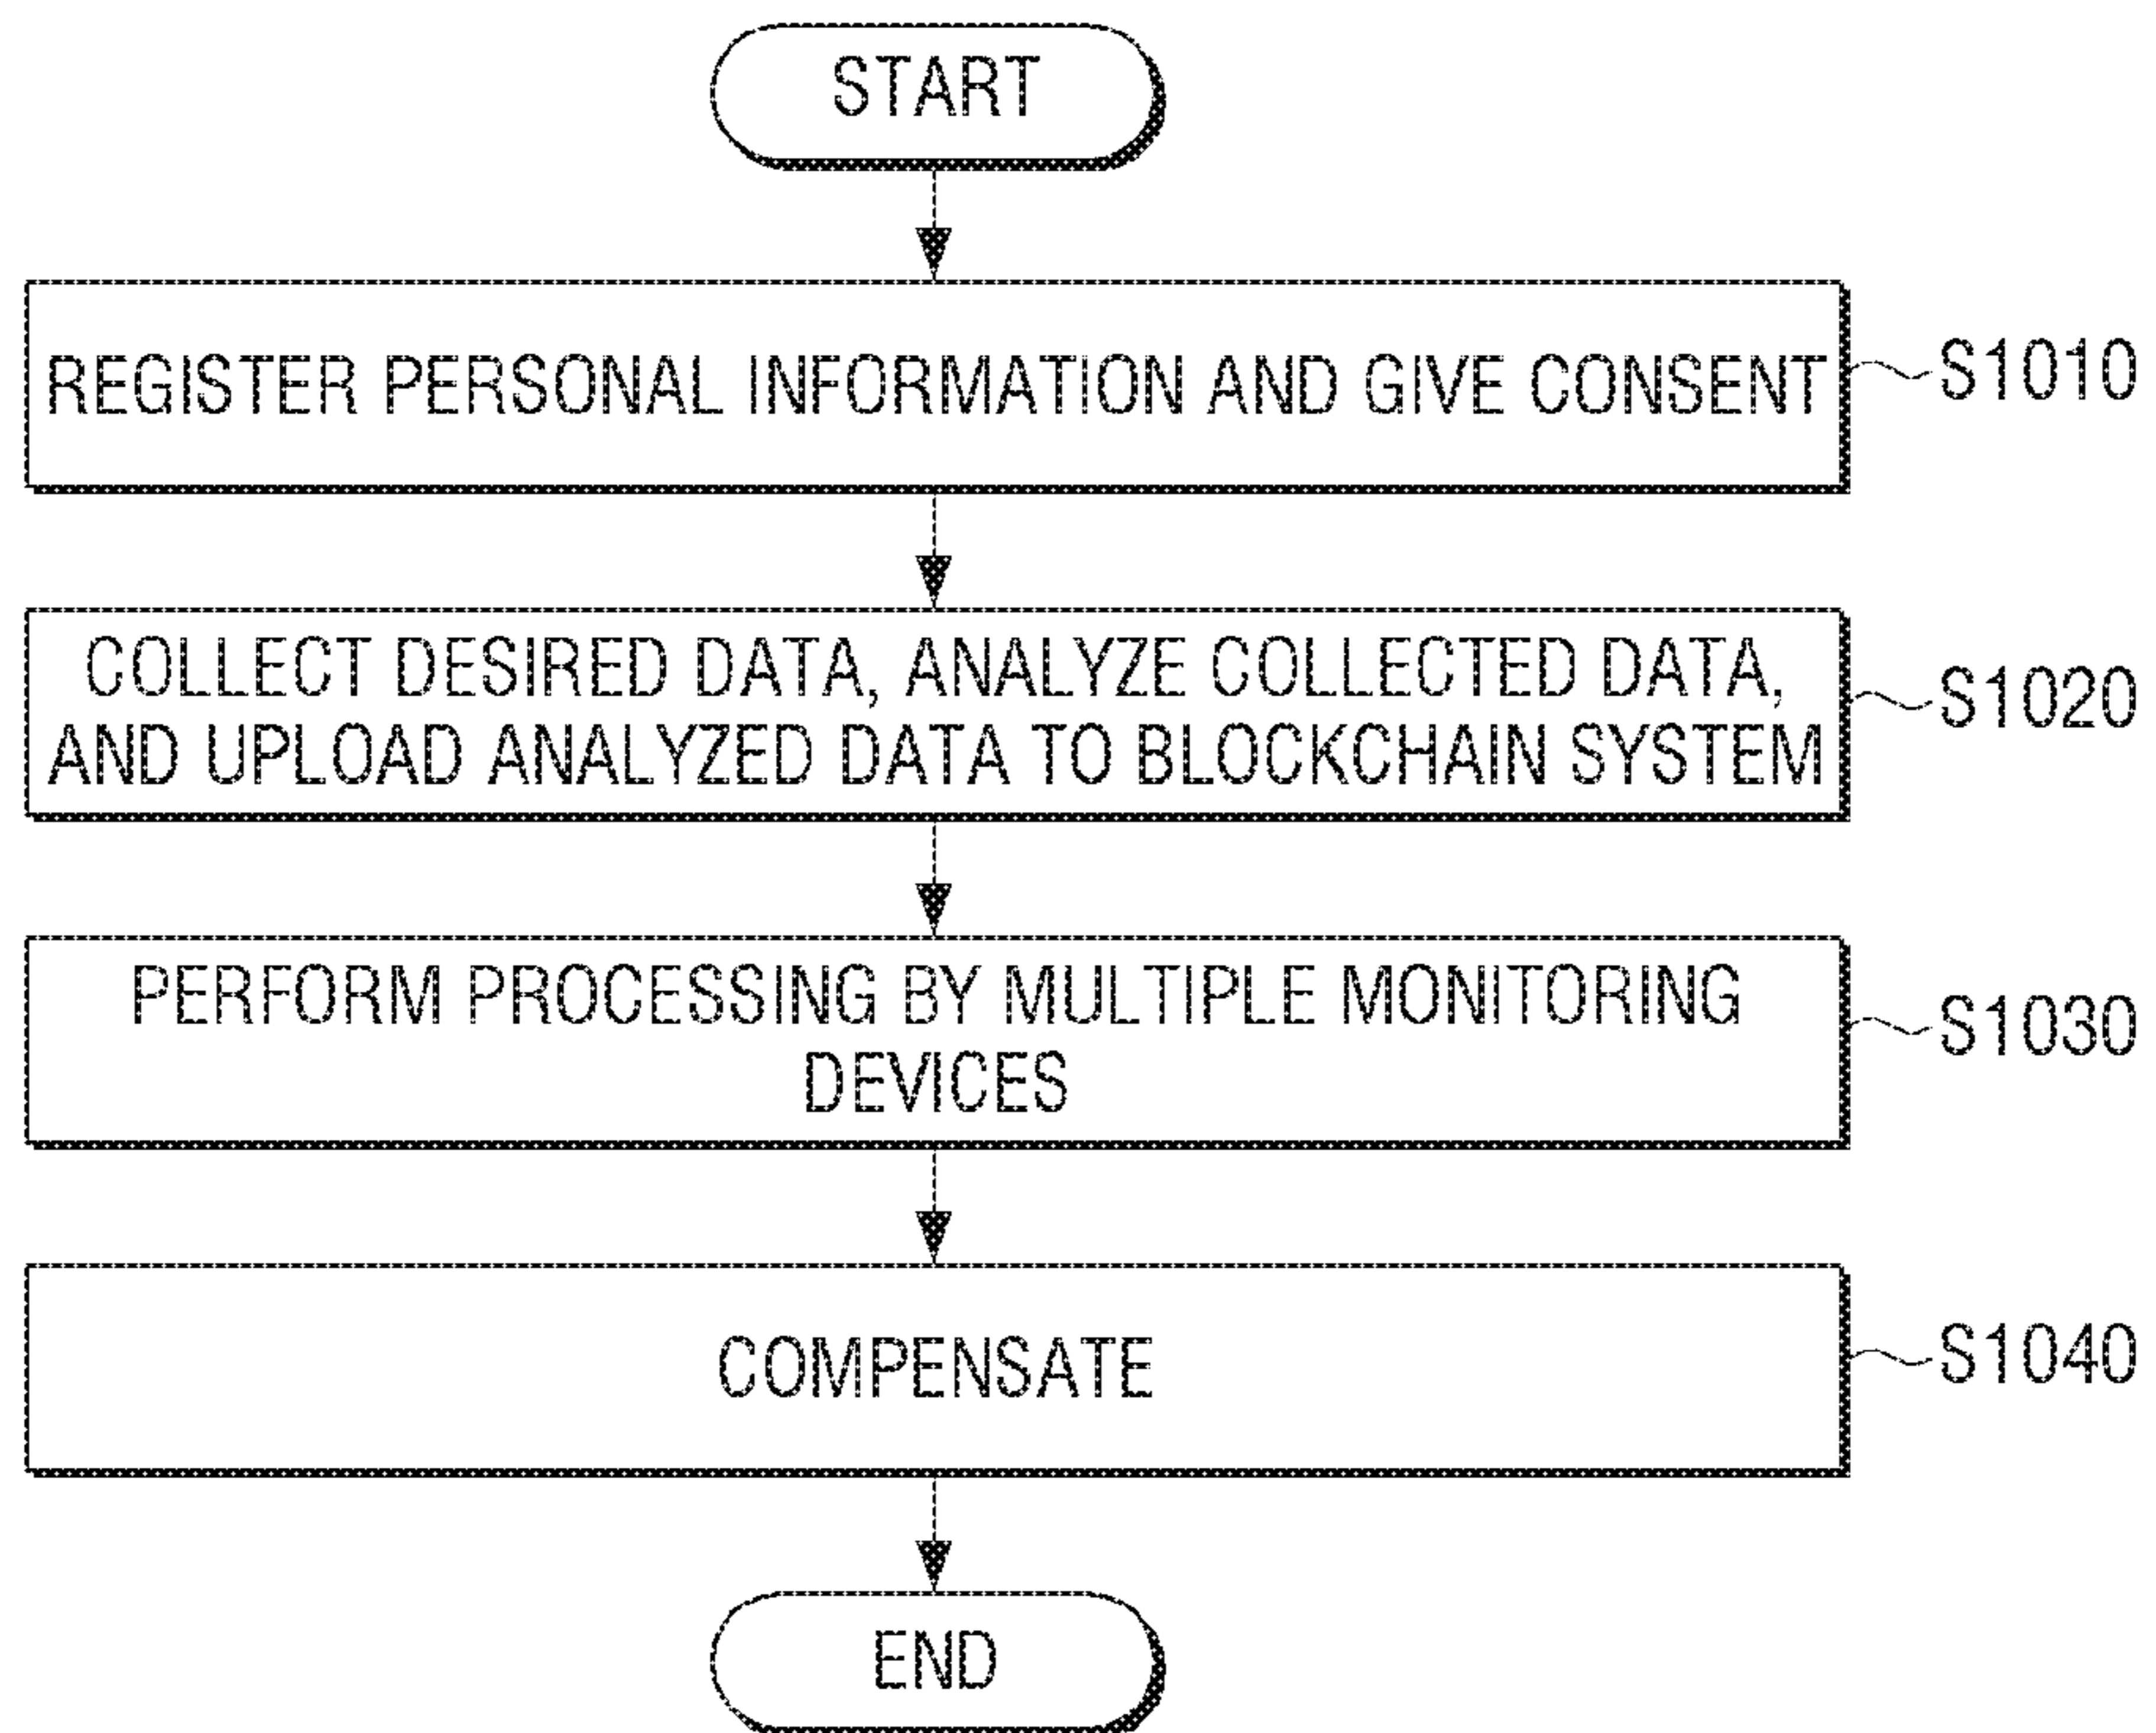 START
REGISTER PERSONAL INFORMATION AND GIVE CONSENT
S1010
COLLECT DESIRED DATA, ANALYZE COLLECTED DATA,
AND UPLOAD ANALYZED DATA TO BLOCKCHAIN SYSTEM
S1020
PERFORM PROCESSING BY MULTIPLE MONITORING
DEVICES
S1030
COMPENSATE
S1040
END